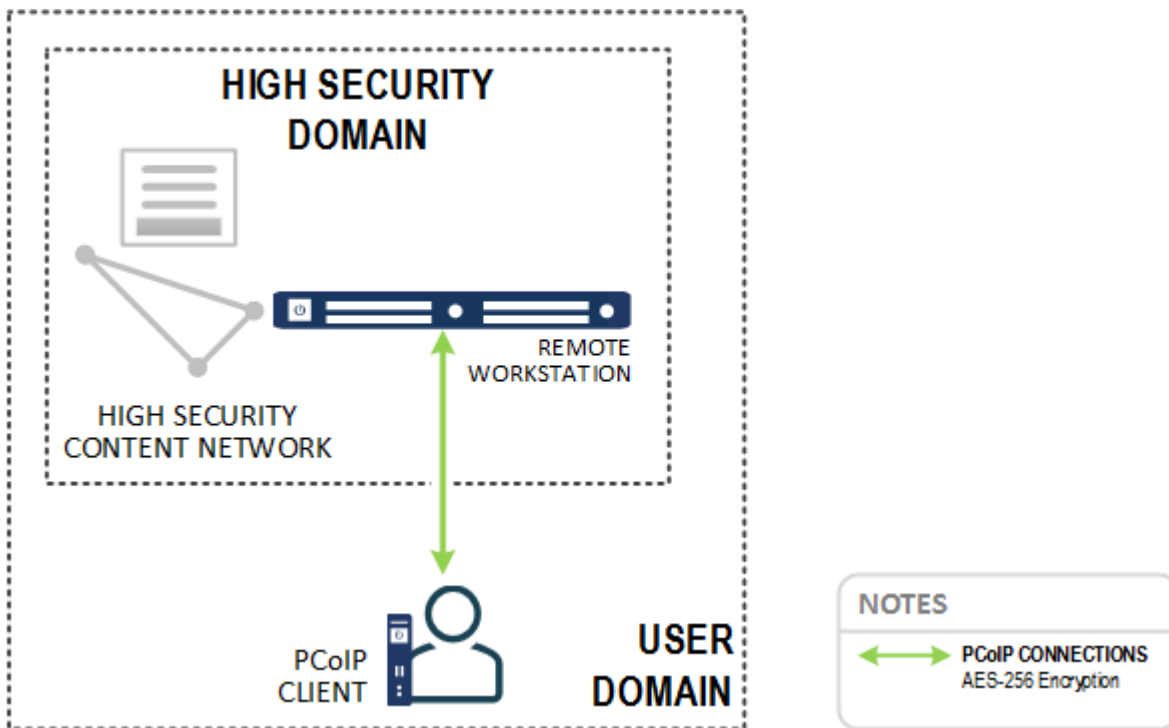 HIGH SECURITY
DOMAIN
REMOTE
WORKSTATION
HIGH SECURITY
CONTENT NETWORK
PCoIP
CLIENT
USER
DOMAIN
NOTES
PCoIP CONNECTIONS
AES-256 Encryption